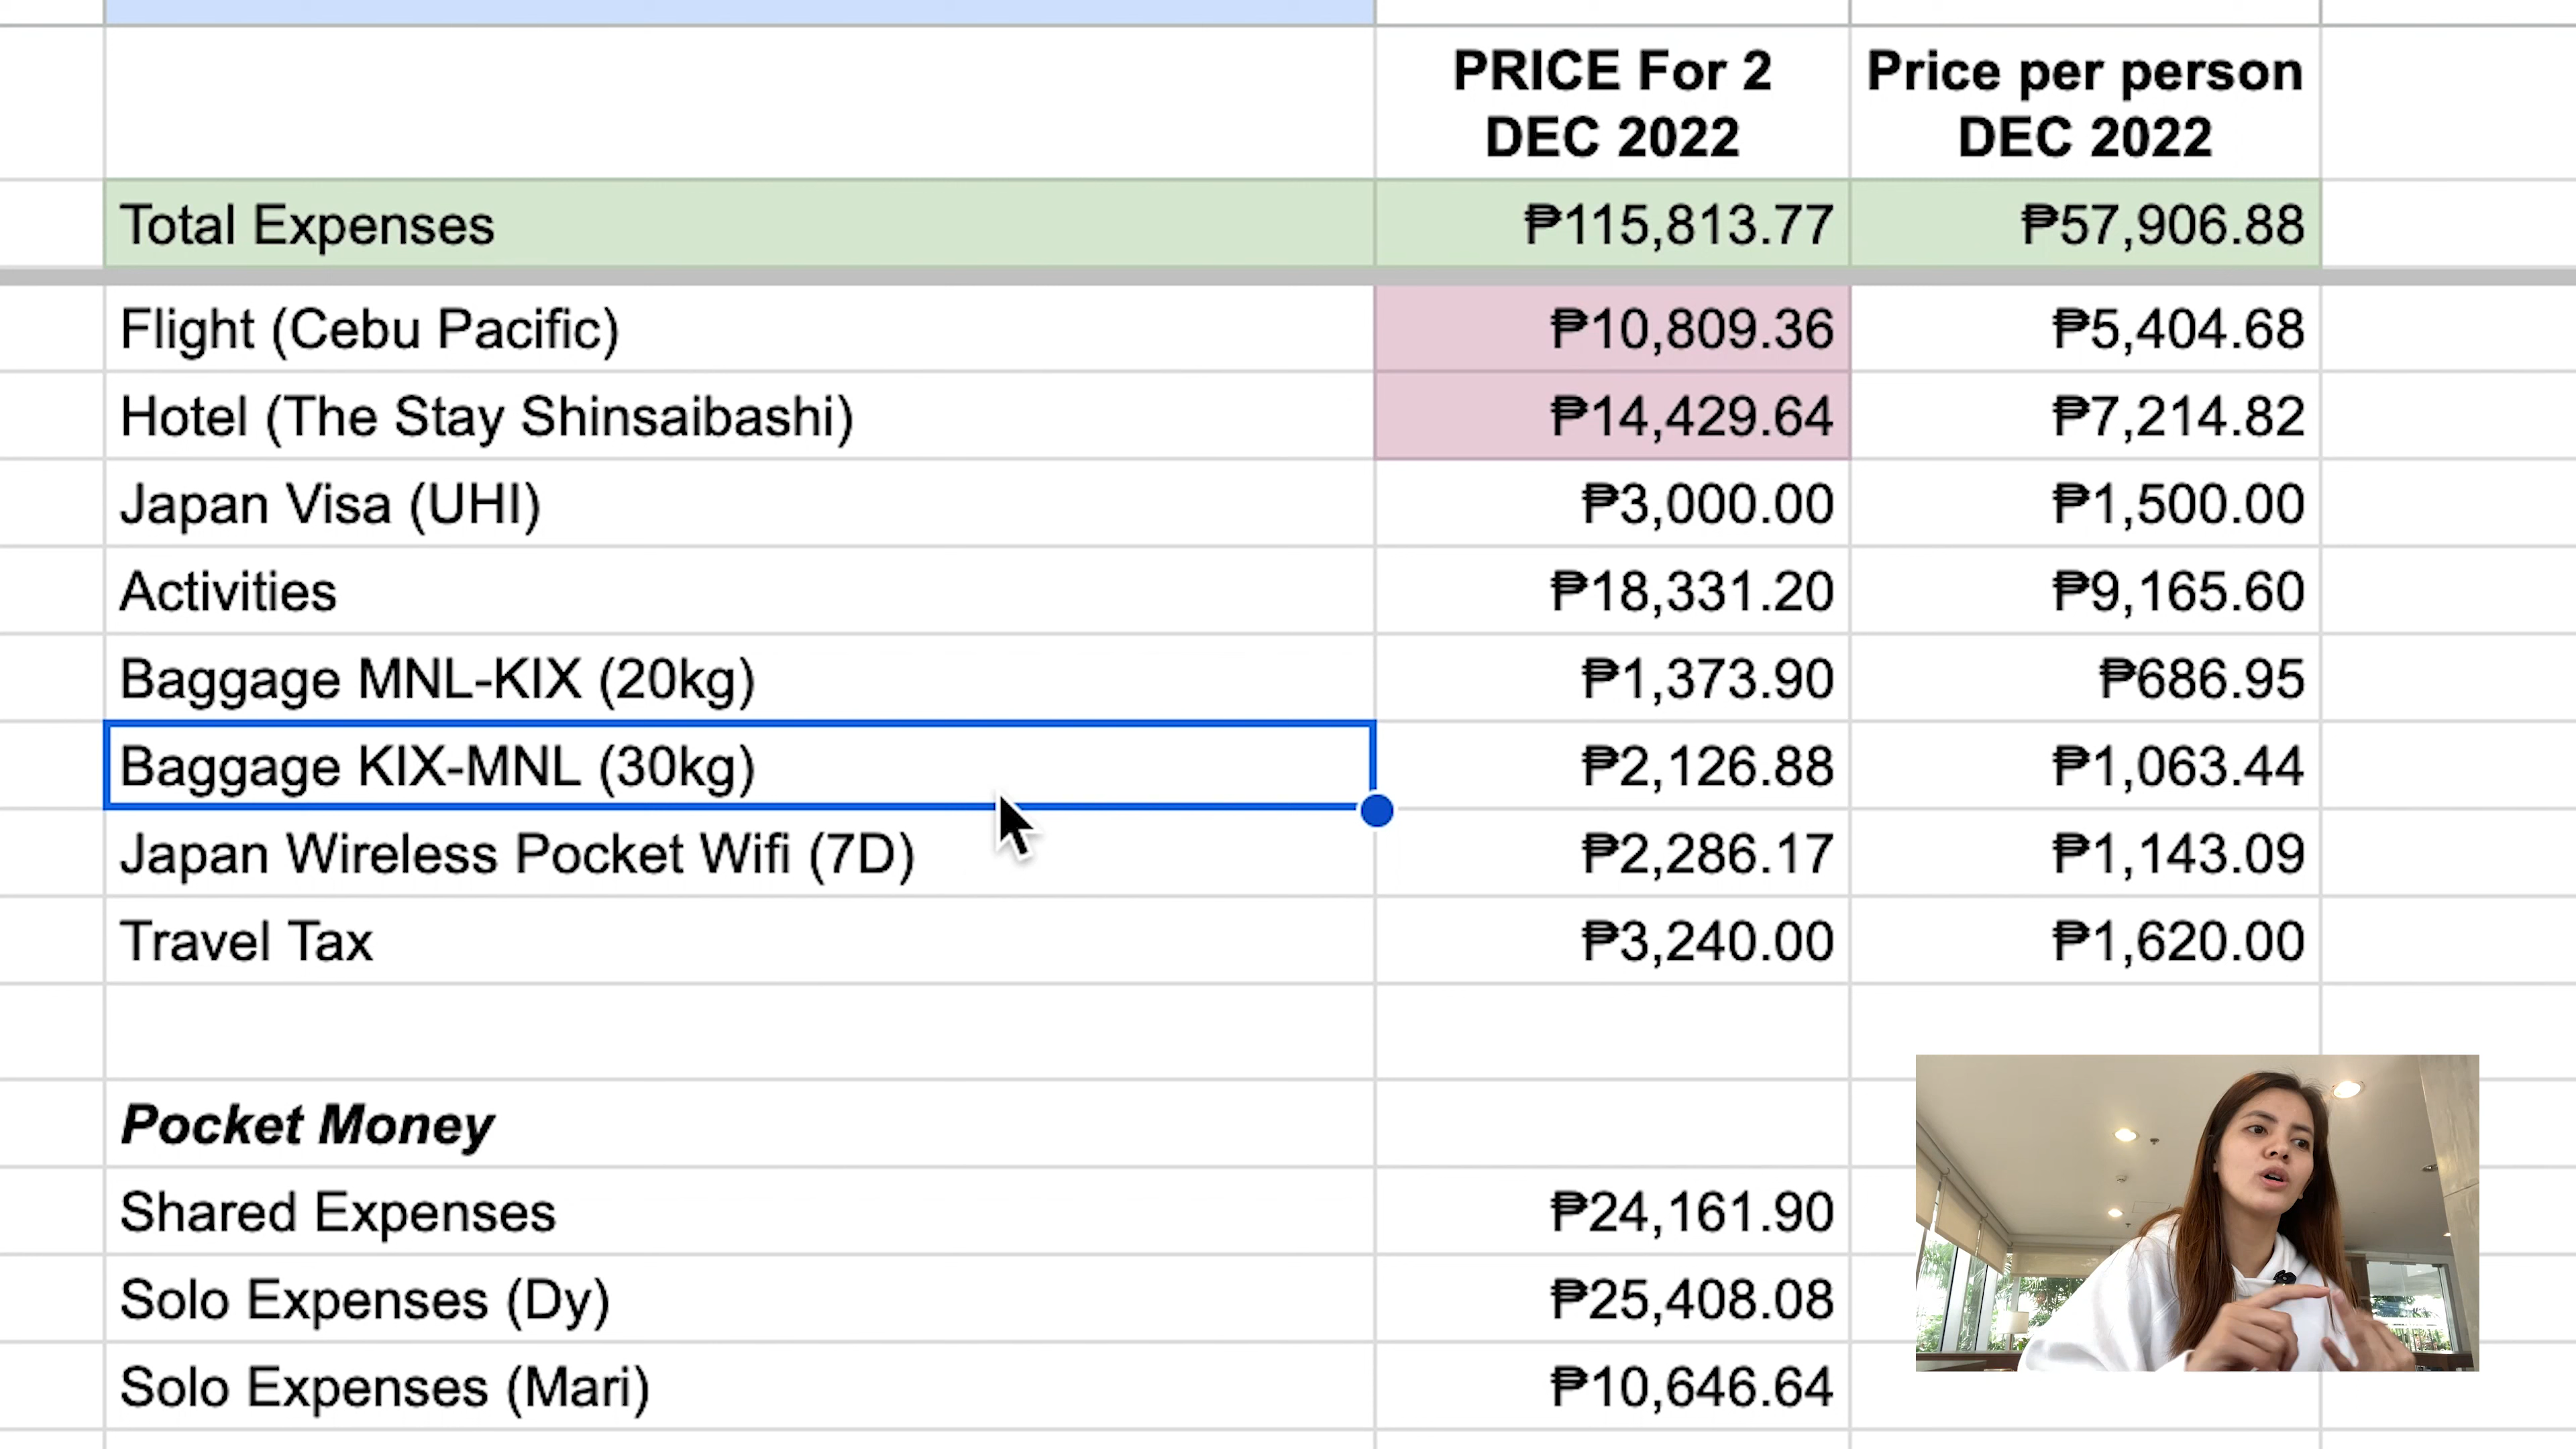 PRICE For 2 Price per person
DEC 2022 DEC 2022
Total Expenses ₱115,813.77 ₱57,906.88
Flight (Cebu Pacific) ₱10,809.36 ₱5,404.68
Hotel (The Stay Shinsaibashi) ₱14,429.64 ₱7,214.82
Japan Visa (UHI) ₱3,000.00 ₱1,500.00
Activities ₱18,331.20 ₱9,165.60
Baggage MNL-KIX (20kg) ₱1,373.90 ₱686.95
Baggage KIX-MNL (30kg) ₱2,126.88 ₱1,063.44
Japan Wireless Pocket Wifi (7D) ₱2,286.17 ₱1,143.09
Travel Tax ₱3,240.00 ₱1,620.00
Pocket Money
Shared Expenses ₱24,161.90
Solo Expenses (Dy) ₱25,408.08
Solo Expenses (Mari) ₱10,646.64